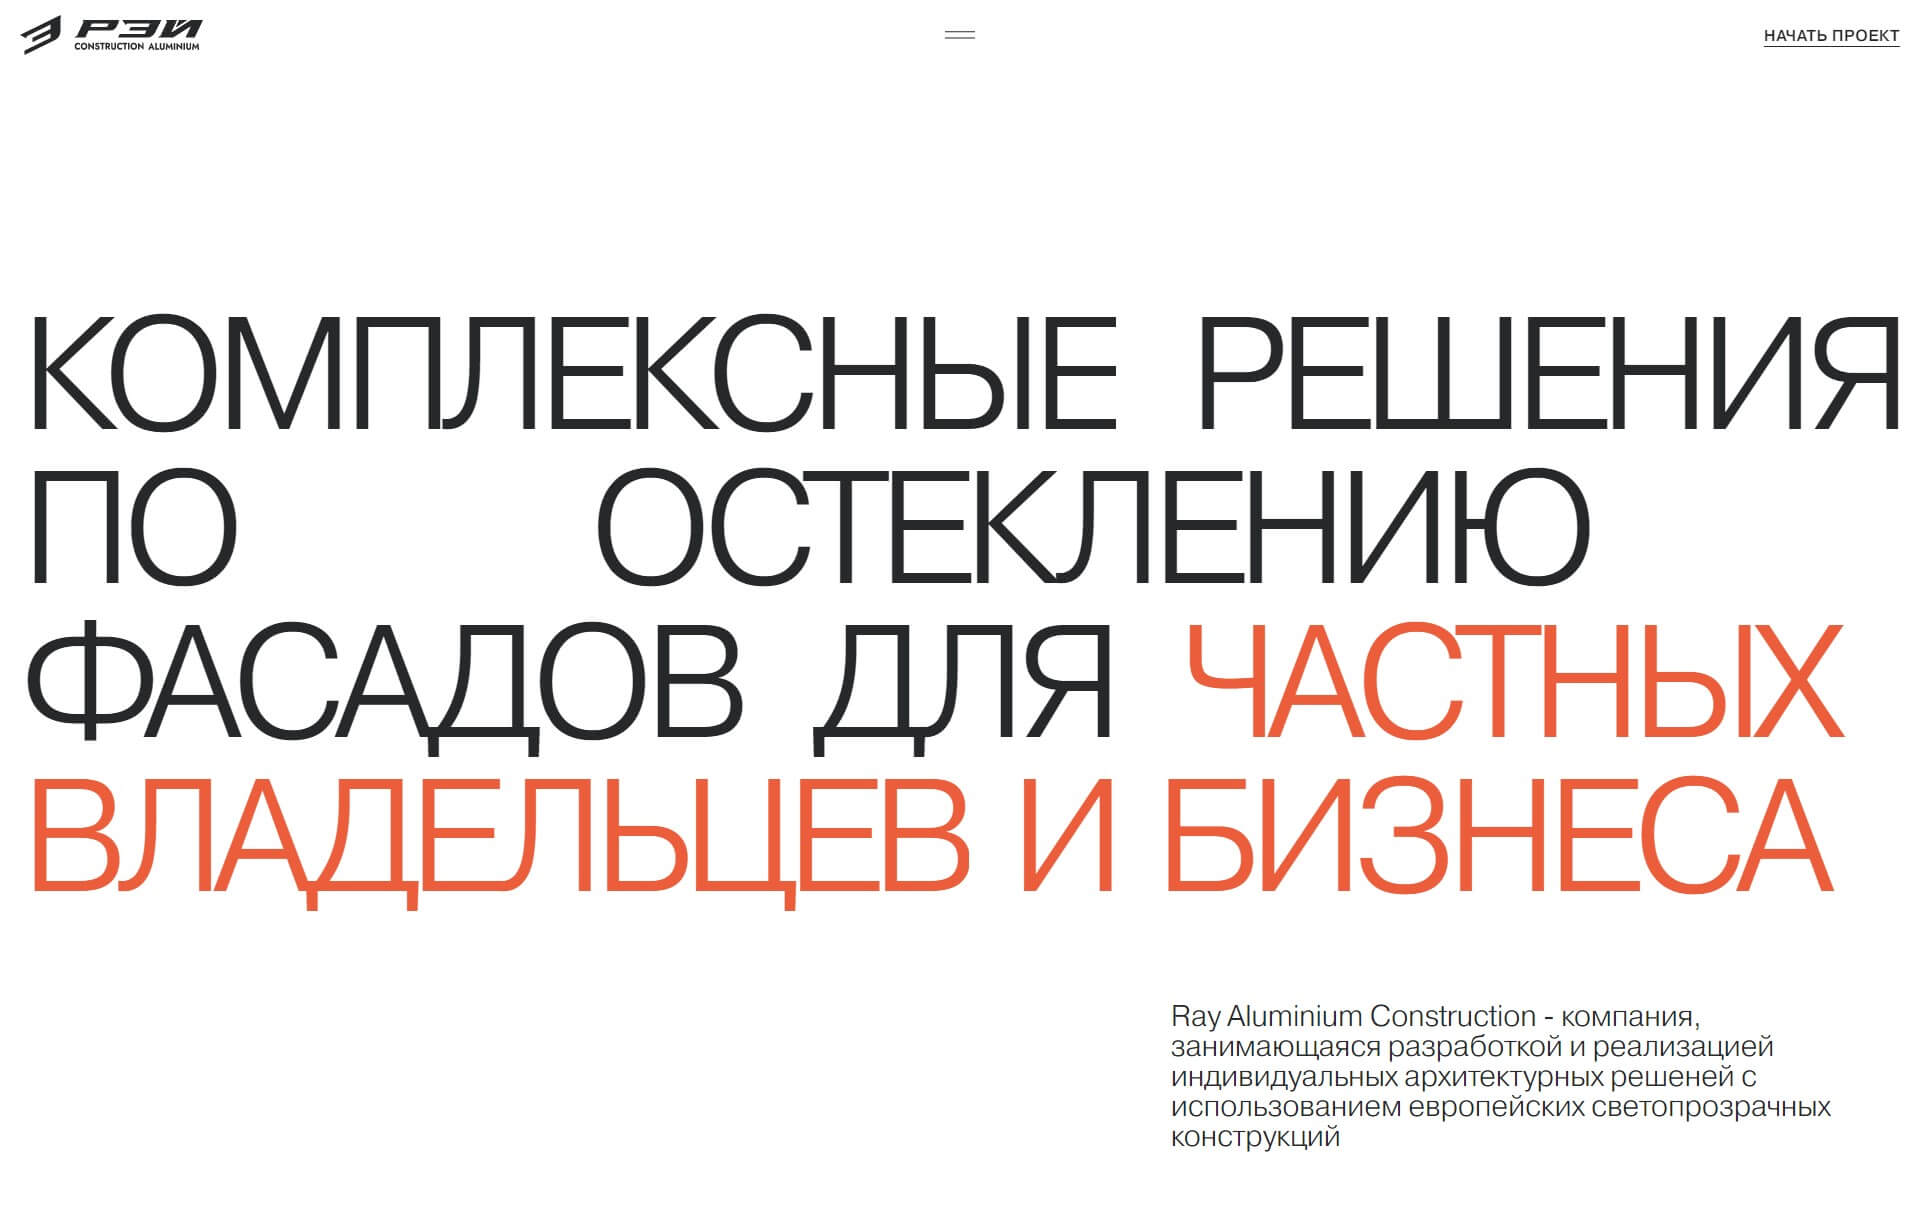 РЭЙ
CONSTRUCTION ALUMINIUM
НАЧАТЬ ПРОЕКТ
КОМПЛЕКСНЫЕ РЕШЕНИЯ
ПО ОСТЕКЛЕНИЮ
ФАСАДОВ ДЛЯ ЧАСТНЫХ
ВЛАДЕЛЬЦЕВ И БИЗНЕСА
Ray Aluminium Construction - компания,
занимающаяся разработкой и реализацией
индивидуальных архитектурных решеней с
использованием европейских светопрозрачных
конструкций